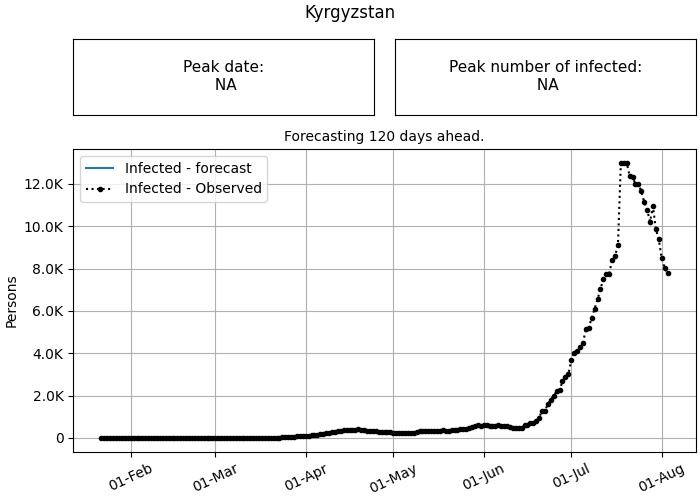 Kyrgyzstan
Peak date:
NA
Peak number of infected:
NA
Forecasting 120 days ahead.
Infected - forecast
Infected - Observed
12.0K
10.0K
8.0K
6.0K
4.0K
2.0K
0
Persons
01-Feb
01-Mar
01-Apr
01-May
01-Jun
01-Jul
01-Aug